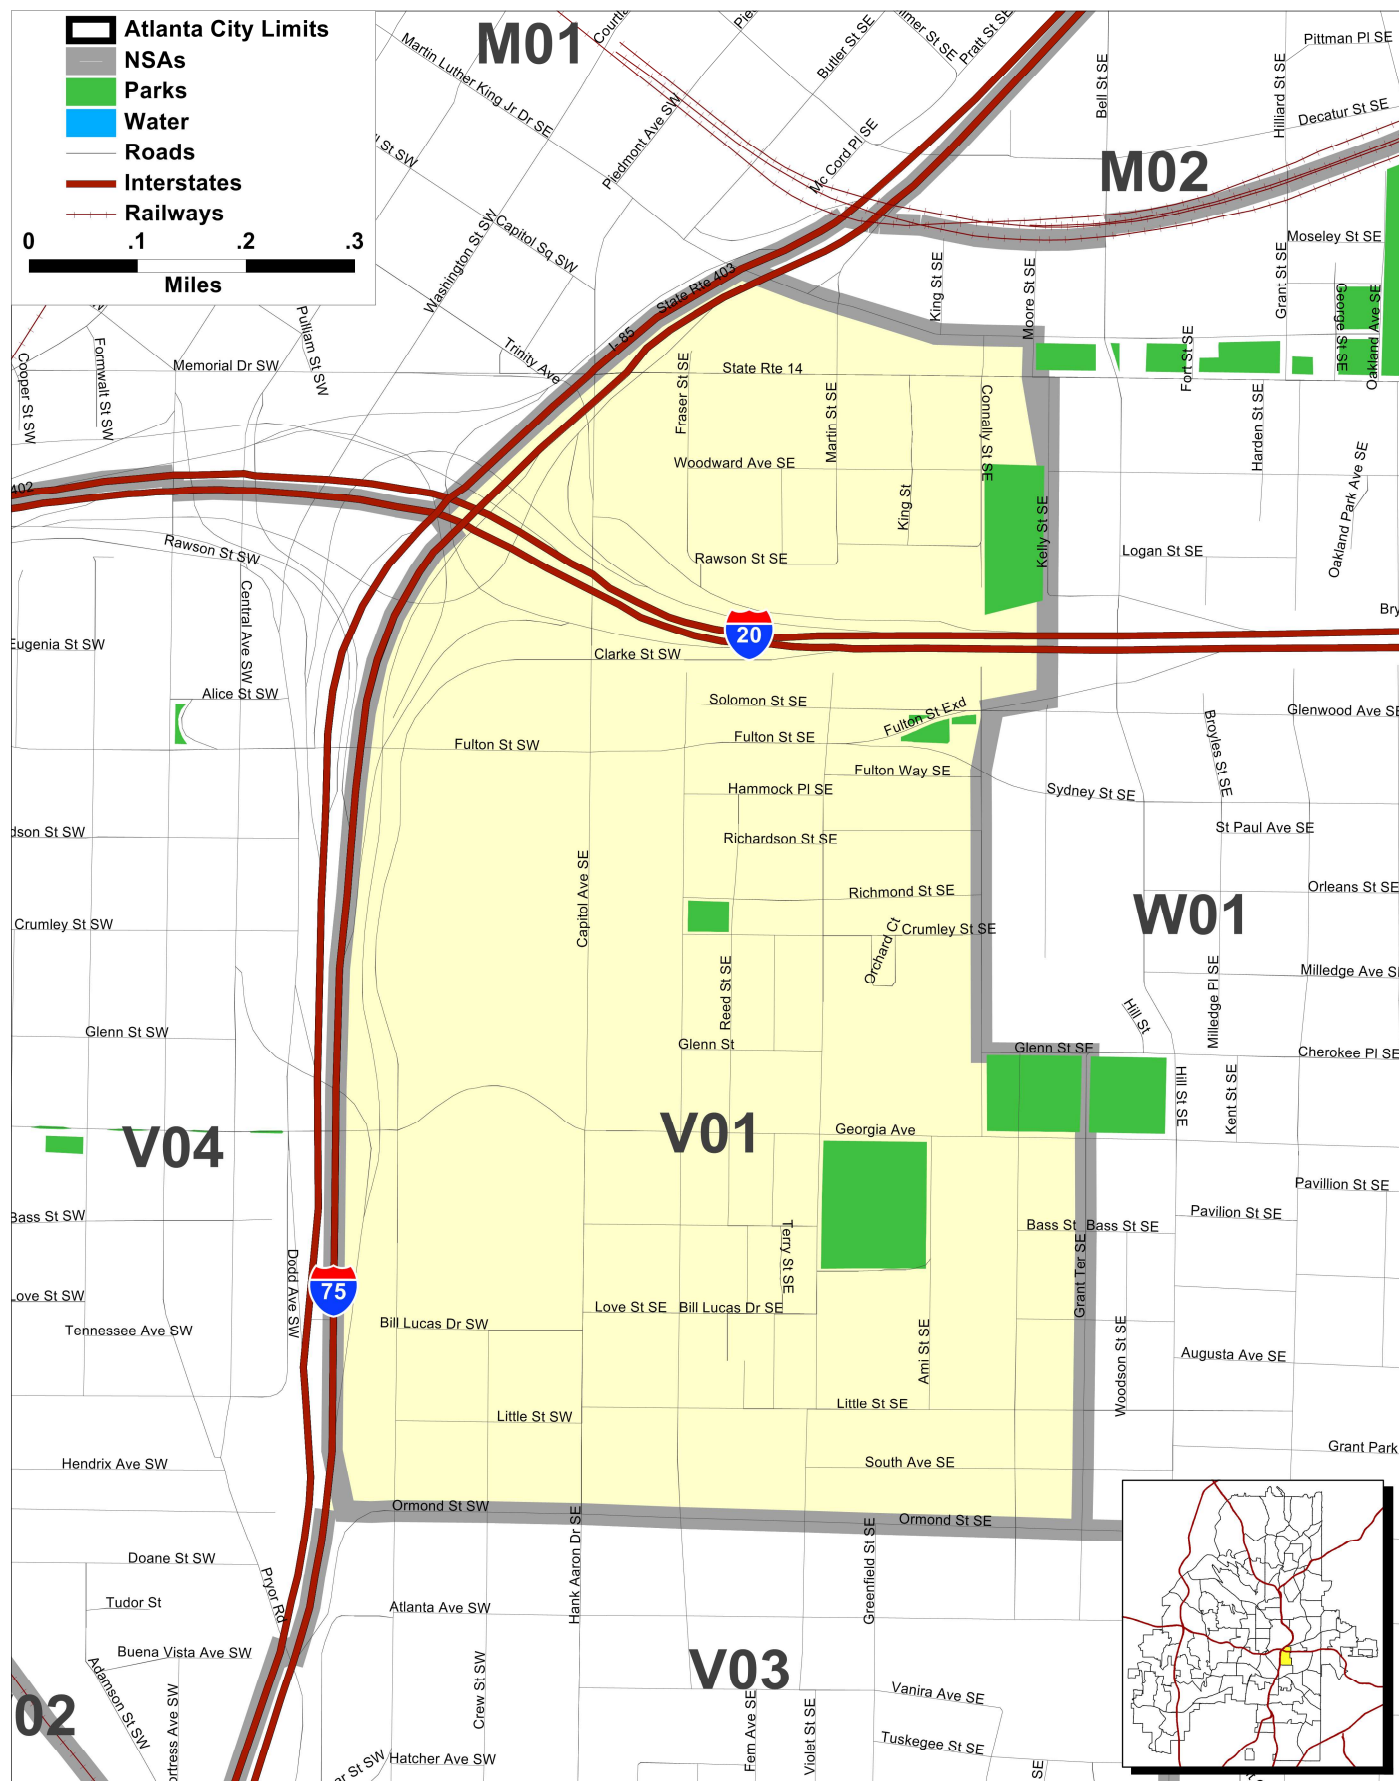 Atlanta City Limits
NSAs
Parks
Water
Roads
Interstates
Railways
0 .1 .2 .3
Miles
M01
M02
W01
V01
V04
V03
02
Martin Luther King Jr Dr SE
Piedmont Ave SW
Butler St SE
Pratt St SE
Mc Cord Pl SE
Bell St SE
Hilliard St SE
Pittman Pl SE
Decatur St SE
Capitol Sq SW
Washington St SW
Trinity Ave
State Rte 403
I- 85
King St SE
Moore St SE
Grant St SE
Moseley St SE
George St SE
Oakland Ave SE
Fort St SE
Harden St SE
Oakland Park Ave SE
Cooper St SW
Formwalt St SW
Memorial Dr SW
Pulliam St SW
State Rte 14
Fraser St SE
Martin St SE
Connally St SE
Woodward Ave SE
King St
Kelly St SE
Rawson St SE
Logan St SE
402
Rawson St SW
Central Ave SW
Eugenia St SW
Alice St SW
20
Clarke St SW
Solomon St SE
Fulton St Exd
Fulton St SW
Fulton St SE
Fulton Way SE
Glenwood Ave SE
Broyles St SE
Sydney St SE
St Paul Ave SE
Hammock Pl SE
Richardson St SE
dson St SW
Capitol Ave SE
Richmond St SE
Orleans St SE
Crumley St SW
Crumley St SE
Orchard Ct
Reed St SE
Milledge Ave S
Milledge Pl SE
Hill St
Glenn St SW
Glenn St
Glenn St SE
Cherokee Pl SE
Hill St SE
Kent St SE
Georgia Ave
Pavillion St SE
Pavilion St SE
Bass St SW
Bass St
Bass St SE
Terry St SE
Grant Ter SE
Dodd Ave SW
75
Love St SW
Love St SE
Bill Lucas Dr SE
Bill Lucas Dr SW
Tennessee Ave SW
Ami St SE
Woodson St SE
Augusta Ave SE
Little St SW
Little St SE
Hendrix Ave SW
South Ave SE
Grant Park
Ormond St SW
Ormond St SE
Hank Aaron Dr SE
Greenfield St SE
Doane St SW
Pryor Rd
Tudor St
Atlanta Ave SW
Buena Vista Ave SW
Adamson St SW
ortress Ave SW
Crew St SW
Vanira Ave SE
Fern Ave SE
Violet St SE
Tuskegee St SE
Hatcher Ave SW
ar St SW
SE